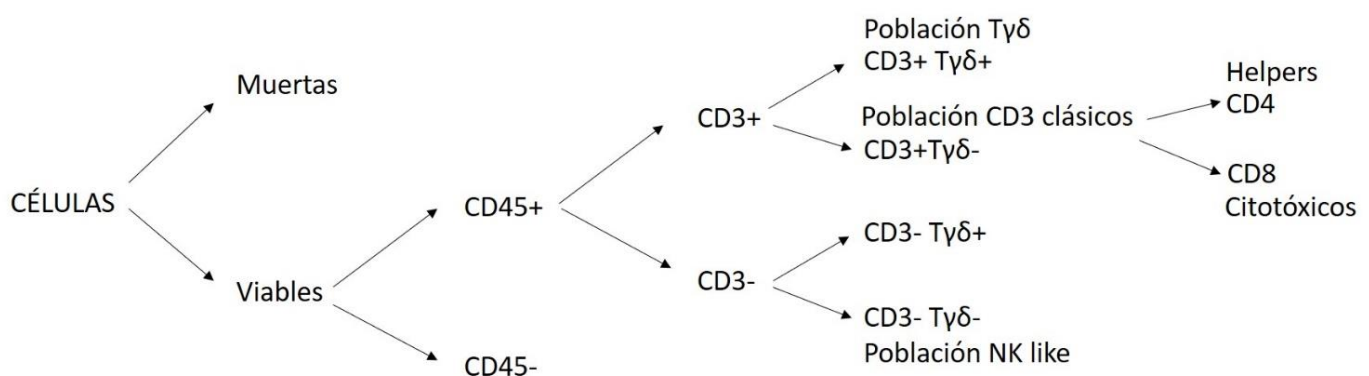 CÉLULAS
Muertas
Viables
CD45+
CD45-
CD3+
CD3-
Población Tγδ
CD3+ Tγδ+
Población CD3 clásicos
CD3+Tγδ-
CD3- Tγδ+
CD3- Tγδ-
Población NK like
Helpers
CD4
CD8
Citotóxicos